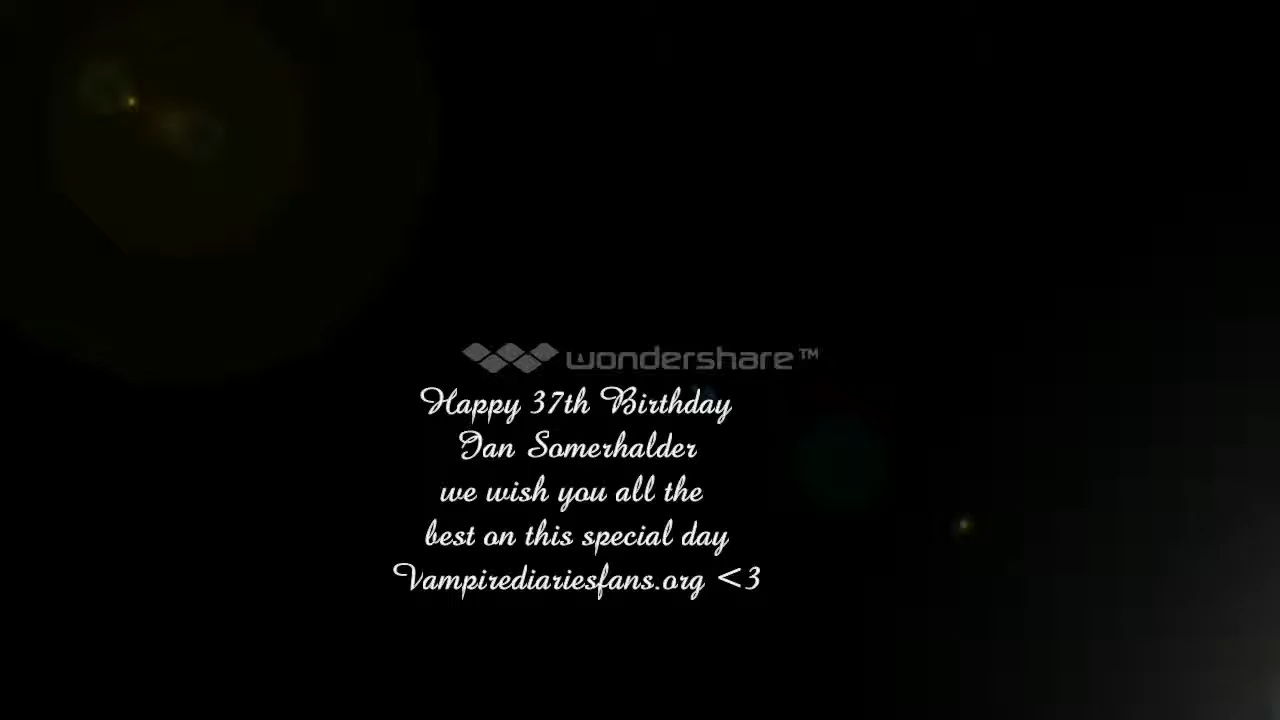 wondershare™
Happy 37th Birthday
Ian Somerhalder
we wish you all the
best on this special day
Vampirediariesfans.org <3